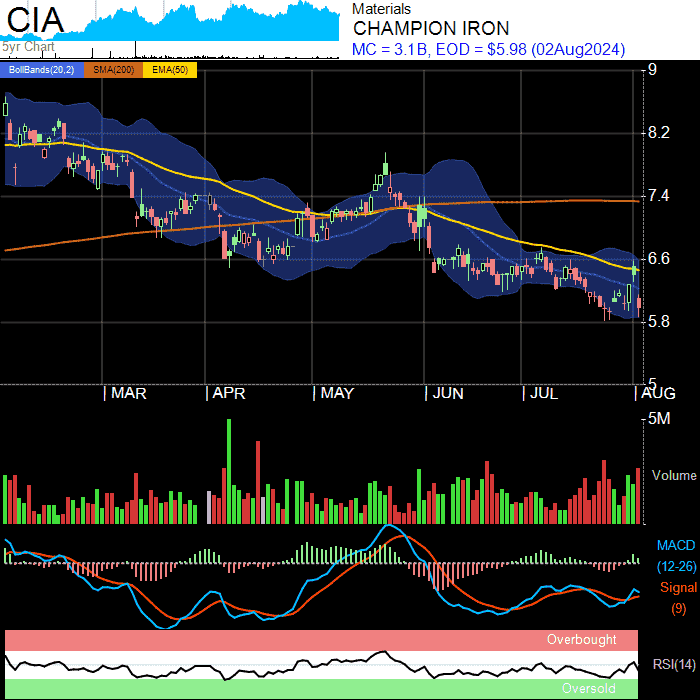 CIA
5yr Chart
Materials
CHAMPION IRON
MC = 3.1B, EOD = $5.98 (02Aug2024)
BollBands(20,2) SMA(200) EMA(50)
9
8.2
7.4
6.6
5.8
5
MAR APR MAY JUN JUL AUG
5M
Volume
MACD
(12-26)
Signal
(9)
Overbought
RSI(14)
Oversold